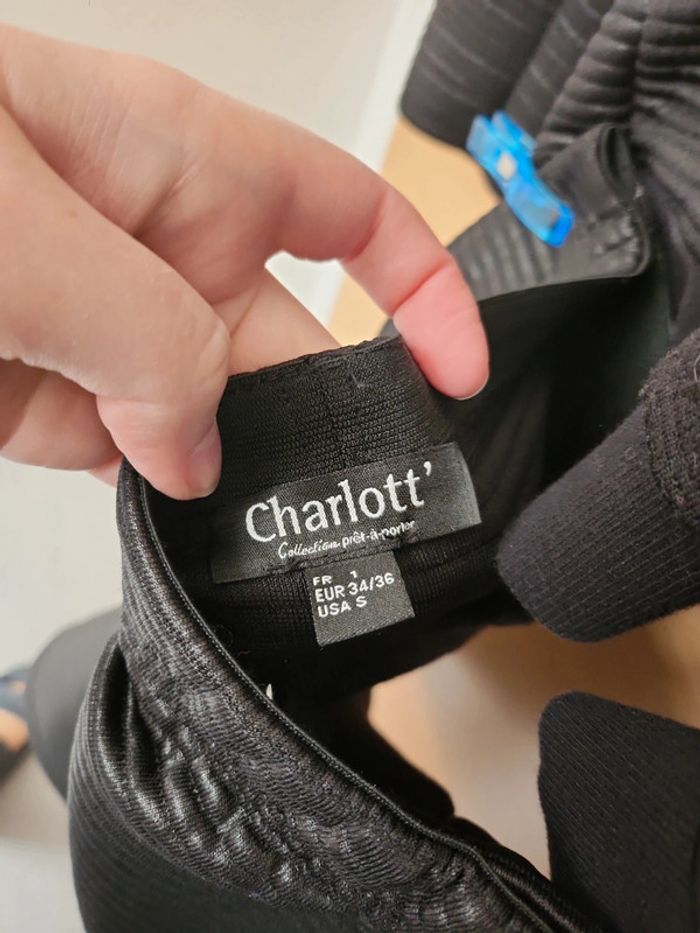 Charlott’
Collection prêt-à-porter
FR 1
EUR 34/36
USA S